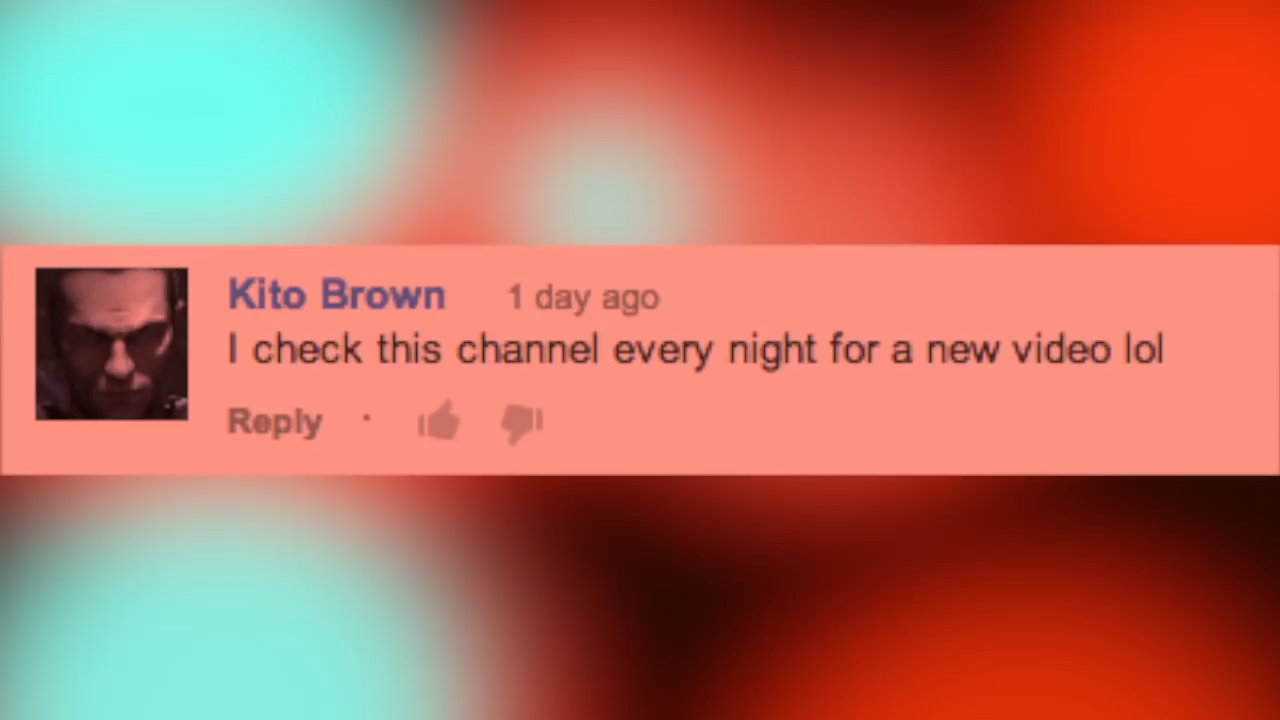 Kito Brown 1 day ago
I check this channel every night for a new video lol
Reply ·